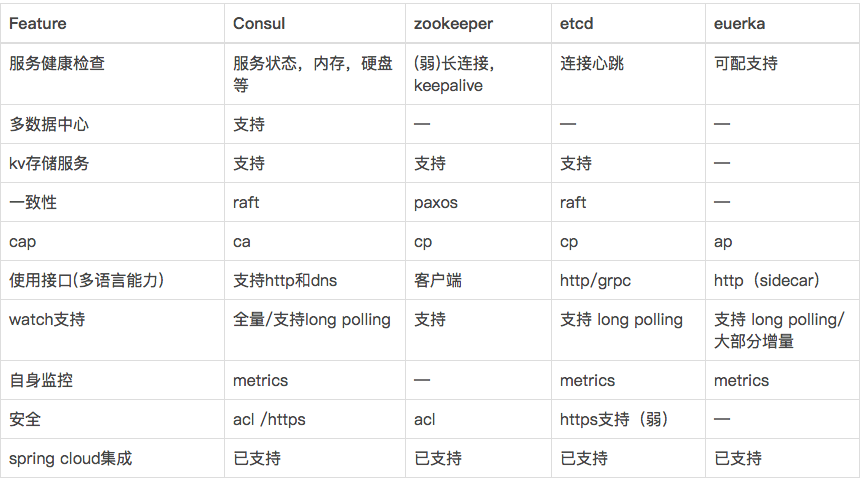 Feature Consul zookeeper etcd euerka
服务健康检查 服务状态，内存，硬盘等 (弱)长连接，keepalive 连接心跳 可配支持
多数据中心 支持 — — —
kv存储服务 支持 支持 支持 —
一致性 raft paxos raft —
cap ca cp cp ap
使用接口(多语言能力) 支持http和dns 客户端 http/grpc http（sidecar）
watch支持 全量/支持long polling 支持 支持 long polling 支持 long polling/大部分增量
自身监控 metrics — metrics metrics
安全 acl /https acl https支持（弱） —
spring cloud集成 已支持 已支持 已支持 已支持